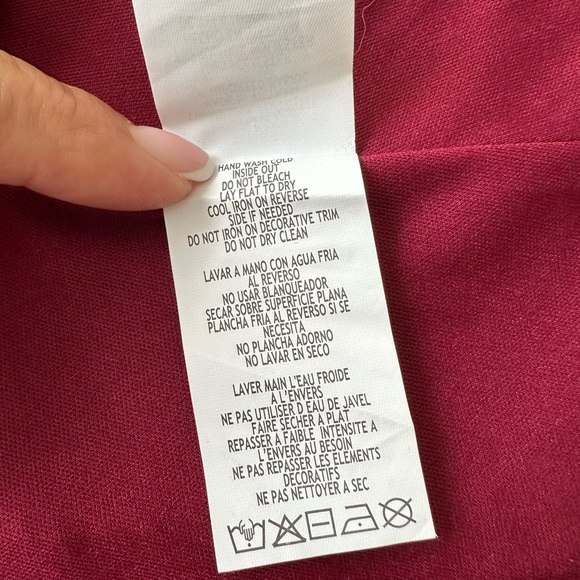 HAND WASH COLD
INSIDE OUT
DO NOT BLEACH
LAY FLAT TO DRY
COOL IRON ON REVERSE
SIDE IF NEEDED
DO NOT IRON ON DECORATIVE TRIM
DO NOT DRY CLEAN
LAVAR A MANO CON AGUA FRIA
AL REVERSO
NO USAR BLANQUEADOR
SECAR SOBRE SUPERFICIE PLANA
PLANCHA FRIA AL REVERSO SI SE
NECESITA
NO PLANCHA ADORNO
NO LAVAR EN SECO
LAVER MAIN L'EAU FROIDE
A L'ENVERS
NE PAS UTILISER D EAU DE JAVEL
FAIRE SECHER A PLAT
REPASSER A FAIBLE INTENSITE A
L'ENVERS AU BESOIN
NE PAS REPASSER LES ELEMENTS
DECORATIFS
NE PAS NETTOYER A SEC